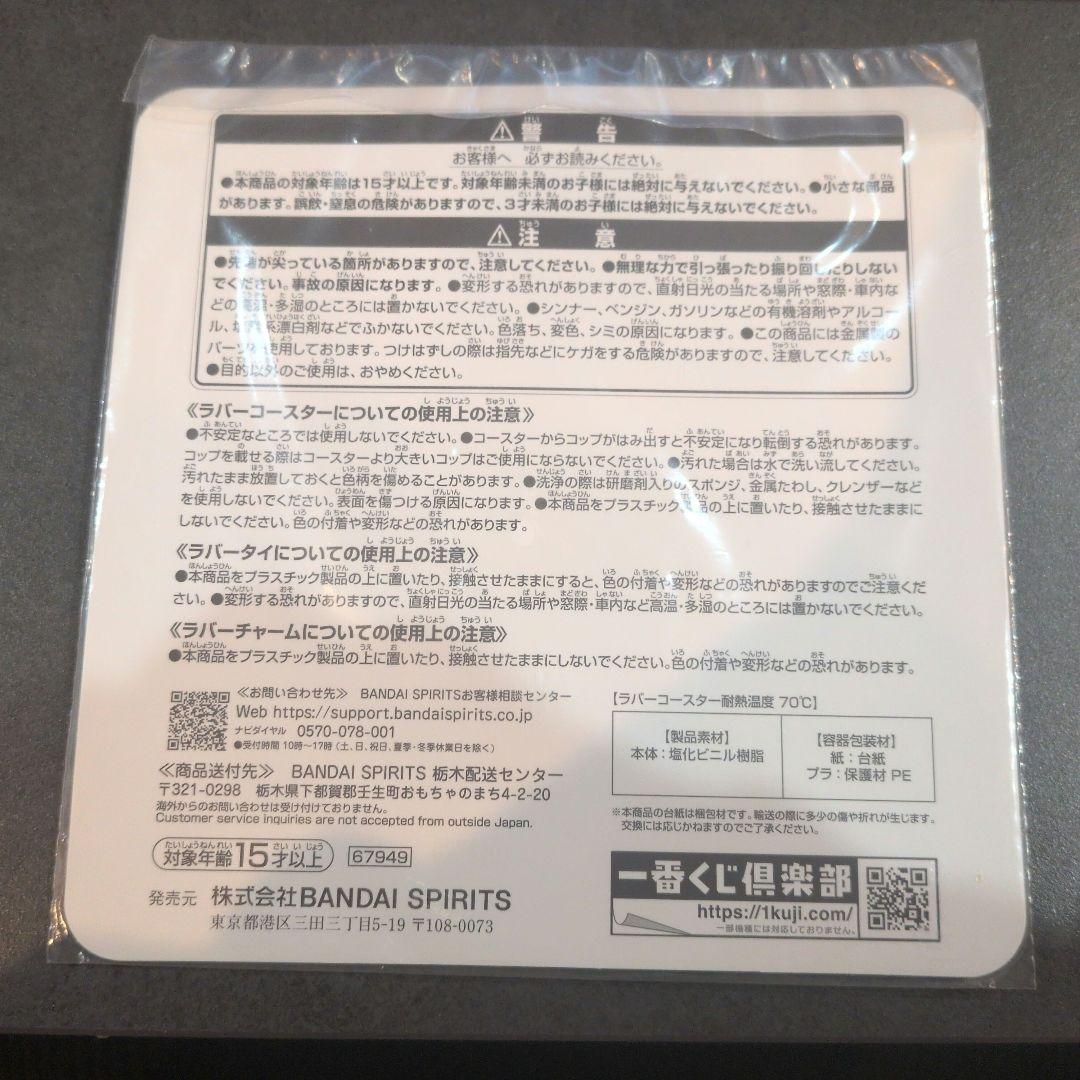 ⚠警告
お客様へ 必ずお読みください。
●本商品の対象年齢は15才以上です。対象年齢未満のお子様には絶対に与えないでください。●小さな部品
があります。誤飲・窒息の危険がありますので、3才未満のお子様には絶対に与えないでください。
⚠注意
●先端が尖っている箇所がありますので、注意してください。●無理な力で引っ張ったり振り回したりしない
でください。事故の原因になります。●変形する恐れがありますので、直射日光の当たる場所や窓際・車内な
どの高温・多湿のところには置かないでください。●シンナー、ベンジン、ガソリンなどの有機溶剤やアルコー
ル、塩素系漂白剤などでふかないでください。色落ち、変色、シミの原因になります。●この商品には金属製の
パーツを使用しております。つけはずしの際は指先などにケガをする危険がありますので、注意してください。
●目的以外のご使用は、おやめください。
《ラバーコースターについての使用上の注意》
●不安定なところでは使用しないでください。●コースターからコップがはみ出すと不安定になり転倒する恐れがあります。
コップを載せる際はコースターより大きいコップはご使用にならないでください。●汚れた場合は水で洗い流してください。
汚れたまま放置しておくと色柄を傷めることがあります。●洗浄の際は研磨剤入りのスポンジ、金属たわし、クレンザーなど
を使用しないでください。表面を傷つける原因になります。●本商品をプラスチック製品の上に置いたり、接触させたままに
しないでください。色の付着や変形などの恐れがあります。
《ラバータイについての使用上の注意》
●本商品をプラスチック製品の上に置いたり、接触させたままにすると、色の付着や変形などの恐れがありますのでご注意くだ
さい。●変形する恐れがありますので、直射日光の当たる場所や窓際・車内など高温・多湿のところには置かないでください。
《ラバーチャームについての使用上の注意》
●本商品をプラスチック製品の上に置いたり、接触させたままにしないでください。色の付着や変形などの恐れがあります。
≪お問い合わせ先≫ BANDAI SPIRITSお客様相談センター
Web https://support.bandaispirits.co.jp
ナビダイヤル 0570-078-001
●受付時間 10時～17時(土、日、祝日、夏季・冬季休業日を除く)
≪商品送付先≫ BANDAI SPIRITS 栃木配送センター
〒321-0298 栃木県下都賀郡壬生町おもちゃのまち4-2-20
海外からのお問い合わせは受け付けておりません。
Customer service inquiries are not accepted from outside Japan.
対象年齢15才以上 67949
発売元 株式会社BANDAI SPIRITS
東京都港区三田三丁目5-19 〒108-0073
【ラバーコースター耐熱温度 70℃】
【製品素材】
本体:塩化ビニル樹脂
【容器包装材】
紙:台紙
プラ:保護材 PE
※本商品の台紙は梱包材です。輸送の際に多少の傷や折れが生じます。
交換には応じかねますのでご了承ください。
一番くじ倶楽部
https://1kuji.com/
一部機種には対応しておりません。